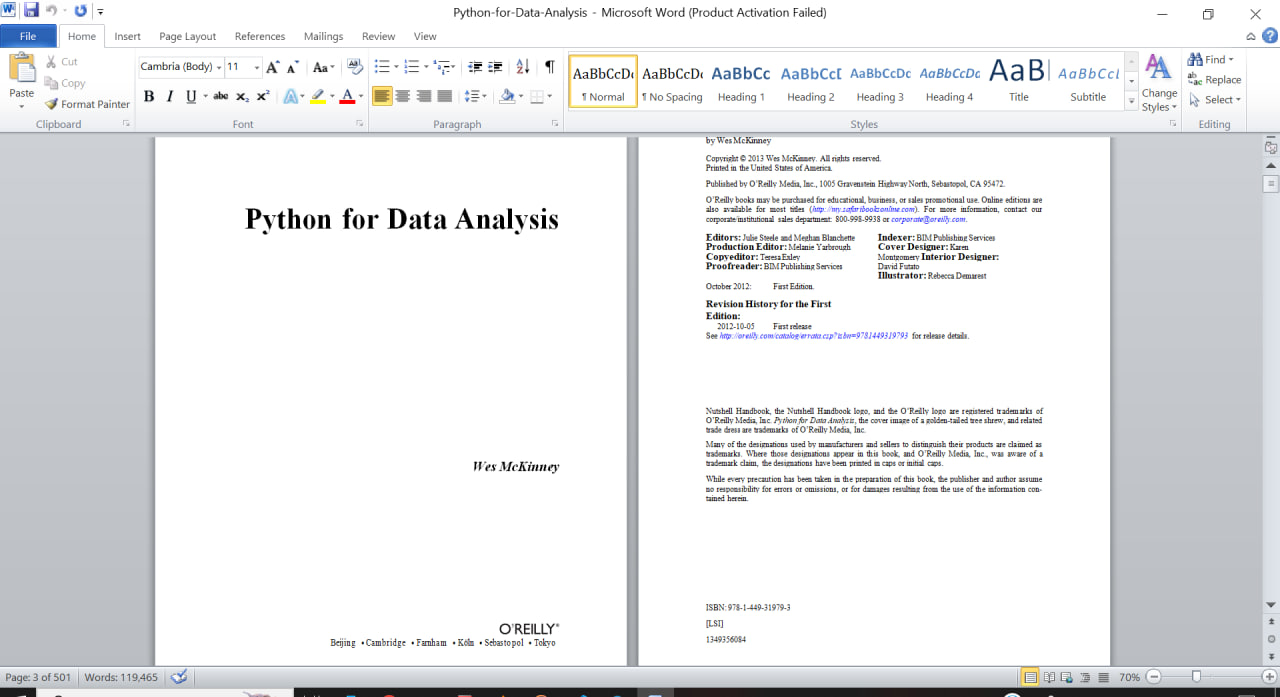 Python-for-Data-Analysis - Microsoft Word (Product Activation Failed)
File Home Insert Page Layout References Mailings Review View
Paste
Cut
Copy
Format Painter
Clipboard
Cambria (Body) 11
Font
Paragraph
AaBbCcDc AaBbCcDc AaBbCc AaBbCcD AaBbCcDc AaBbCcDc AaB AaBbCcL
¶ Normal ¶ No Spacing Heading 1 Heading 2 Heading 3 Heading 4 Title Subtitle
Styles
Change Styles
Find
Replace
Select
Editing
Python for Data Analysis
Wes McKinney
O'REILLY®
Beijing • Cambridge • Farnham • Köln • Sebastopol • Tokyo
by Wes McKinney
Copyright © 2013 Wes McKinney. All rights reserved.
Printed in the United States of America.
Published by O’Reilly Media, Inc., 1005 Gravenstein Highway North, Sebastopol, CA 95472.
O’Reilly books may be purchased for educational, business, or sales promotional use. Online editions are
also available for most titles (http://my.safaribooksonline.com). For more information, contact our
corporate/institutional sales department: 800-998-9938 or corporate@oreilly.com.
Editors: Julie Steele and Meghan Blanchette
Production Editor: Melanie Yarbrough
Copyeditor: Teresa Exley
Proofreader: BIM Publishing Services
Indexer: BIM Publishing Services
Cover Designer: Karen
Montgomery Interior Designer:
David Futato
Illustrator: Rebecca Demarest
October 2012: First Edition.
Revision History for the First
Edition:
2012-10-05 First release
See http://oreilly.com/catalog/errata.csp?isbn=9781449319793 for release details.
Nutshell Handbook, the Nutshell Handbook logo, and the O’Reilly logo are registered trademarks of
O’Reilly Media, Inc. Python for Data Analysis, the cover image of a golden-tailed tree shrew, and related
trade dress are trademarks of O’Reilly Media, Inc.
Many of the designations used by manufacturers and sellers to distinguish their products are claimed as
trademarks. Where those designations appear in this book, and O’Reilly Media, Inc., was aware of a
trademark claim, the designations have been printed in caps or initial caps.
While every precaution has been taken in the preparation of this book, the publisher and author assume
no responsibility for errors or omissions, or for damages resulting from the use of the information con-
tained herein.
ISBN: 978-1-449-31979-3
[LSI]
1349356084
Page: 3 of 501 Words: 119,465
70%